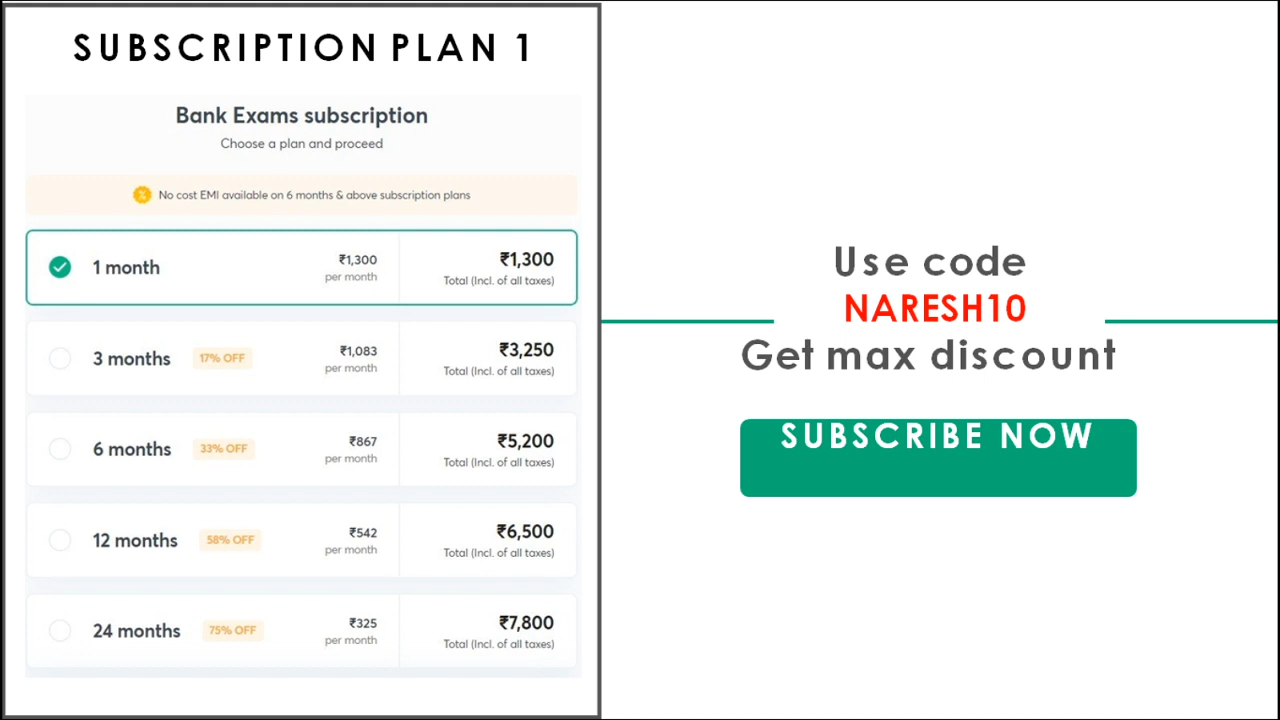 SUBSCRIPTION PLAN 1
Bank Exams subscription
Choose a plan and proceed
No cost EMI available on 6 months & above subscription plans
1 month
₹1,300
per month
₹1,300
Total (Incl. of all taxes)
3 months
17% OFF
₹1,083
per month
₹3,250
Total (Incl. of all taxes)
6 months
33% OFF
₹867
per month
₹5,200
Total (Incl. of all taxes)
12 months
58% OFF
₹542
per month
₹6,500
Total (Incl. of all taxes)
24 months
75% OFF
₹325
per month
₹7,800
Total (Incl. of all taxes)
Use code
NARESH10
Get max discount
SUBSCRIBE NOW